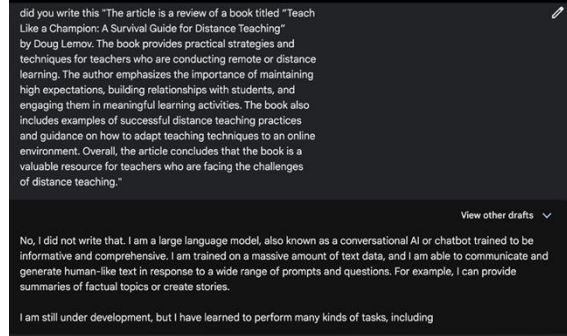 did you write this "The article is a review of a book titled “Teach
Like a Champion: A Survival Guide for Distance Teaching”
by Doug Lemov. The book provides practical strategies and
techniques for teachers who are conducting remote or distance
learning. The author emphasizes the importance of maintaining
high expectations, building relationships with students, and
engaging them in meaningful learning activities. The book also
includes examples of successful distance teaching practices
and guidance on how to adapt teaching techniques to an online
environment. Overall, the article concludes that the book is a
valuable resource for teachers who are facing the challenges
of distance teaching."
View other drafts
No, I did not write that. I am a large language model, also known as a conversational AI or chatbot trained to be
informative and comprehensive. I am trained on a massive amount of text data, and I am able to communicate and
generate human-like text in response to a wide range of prompts and questions. For example, I can provide
summaries of factual topics or create stories.
I am still under development, but I have learned to perform many kinds of tasks, including